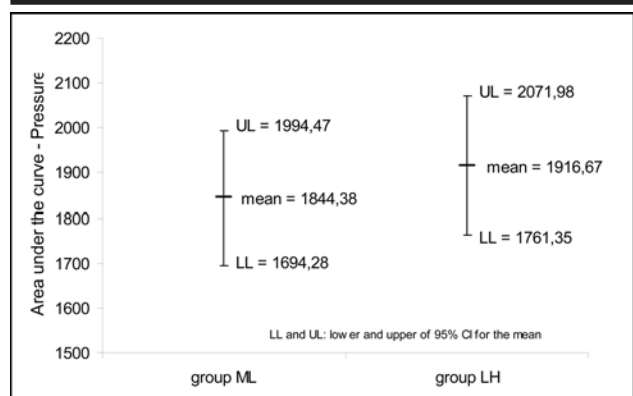 Area under the curve - Pressure
2200
2100
2000
1900
1800
1700
1600
1500
UL = 1994,47
mean = 1844,38
LL = 1694,28
UL = 2071,98
mean = 1916,67
LL = 1761,35
LL and UL: lower and upper of 95% CI for the mean
group ML
group LH